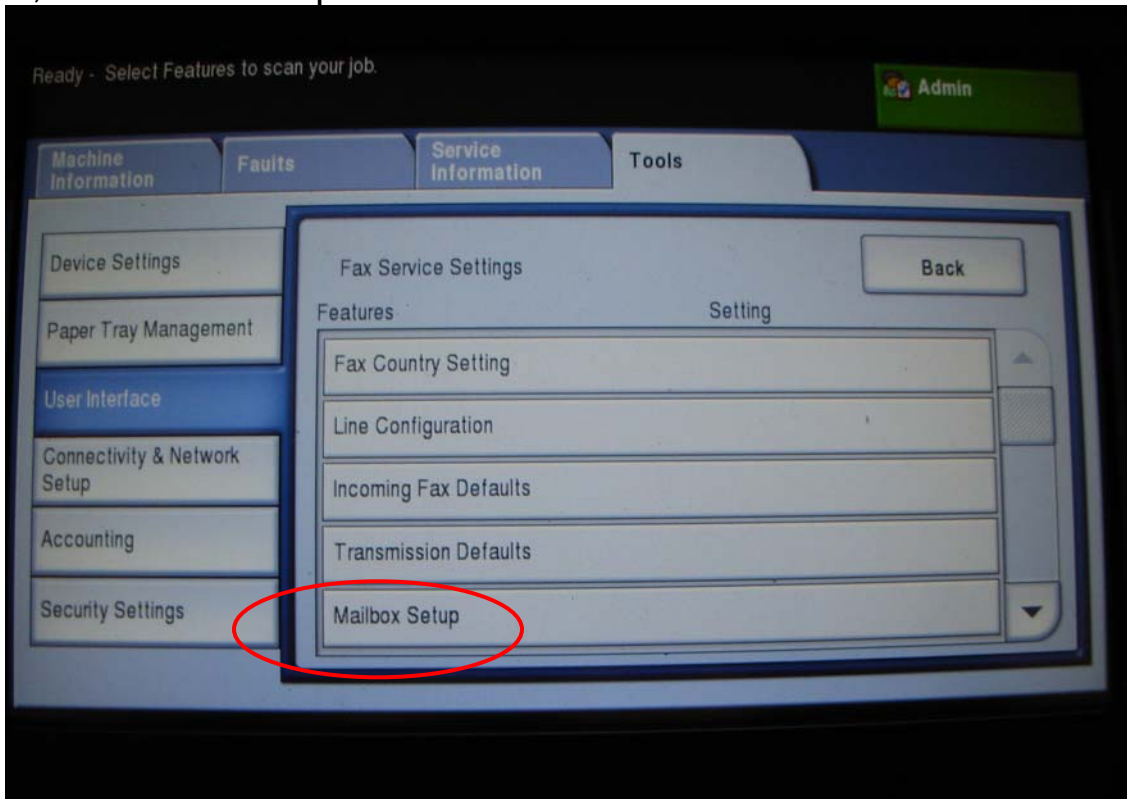 Ready - Select Features to scan your job.
Admin
Machine
Information
Faults
Service
Information
Tools
Device Settings
Paper Tray Management
User Interface
Connectivity & Network
Setup
Accounting
Security Settings
Fax Service Settings
Back
Features
Setting
Fax Country Setting
Line Configuration
Incoming Fax Defaults
Transmission Defaults
Mailbox Setup